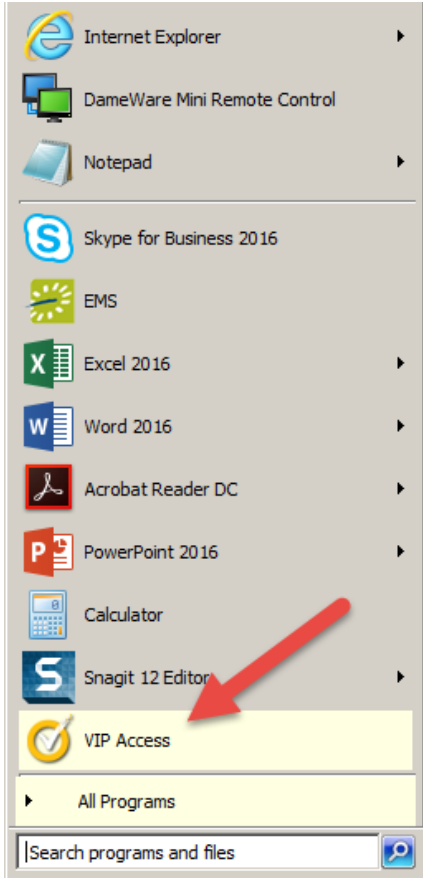 Internet Explorer
DameWare Mini Remote Control
Notepad
Skype for Business 2016
EMS
Excel 2016
Word 2016
Acrobat Reader DC
PowerPoint 2016
Calculator
Snagit 12 Editor
VIP Access
All Programs
Search programs and files